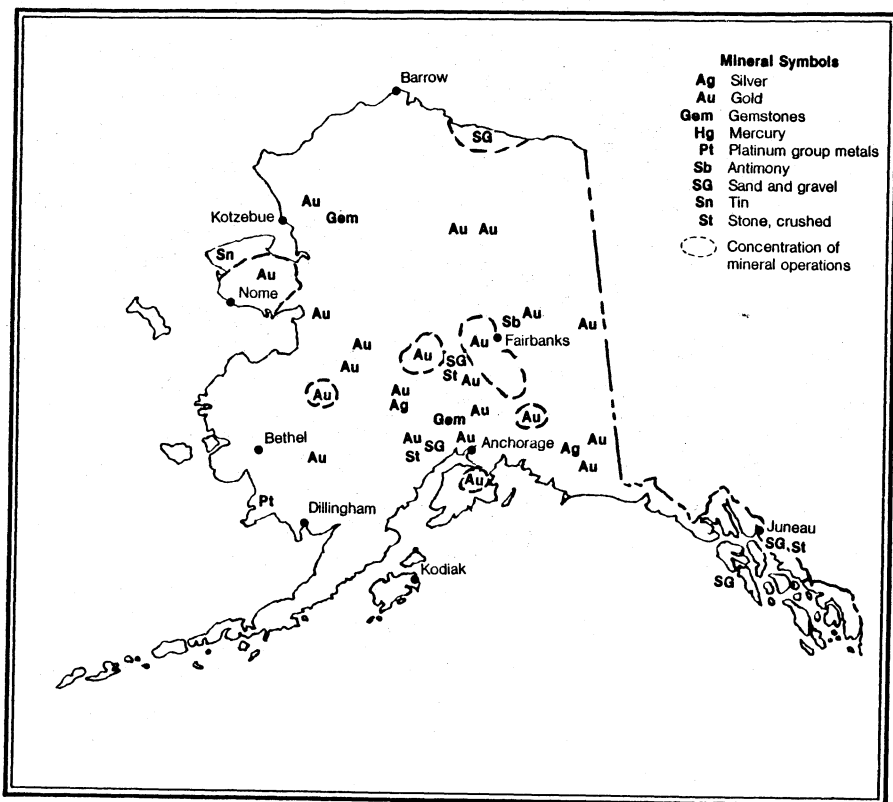 Barrow
Mineral Symbols
Ag Silver
Au Gold
Gem Gemstones
Hg Mercury
Pt Platinum group metals
Sb Antimony
SG Sand and gravel
Sn Tin
St Stone, crushed
Concentration of
mineral operations
SG
Au
Kotzebue Gem
Au Au
Sn
Au
Nome
Au
Sb Au
Au
Fairbanks
Au
Au
Au
SG
Au
St Au
Au
Au
Ag
Au
Gem
Au
Bethel
Au
St SG
Au
Anchorage
Ag Au
Au
Au
Au
Pt
Dillingham
Juneau
SG, St
Kodiak
SG